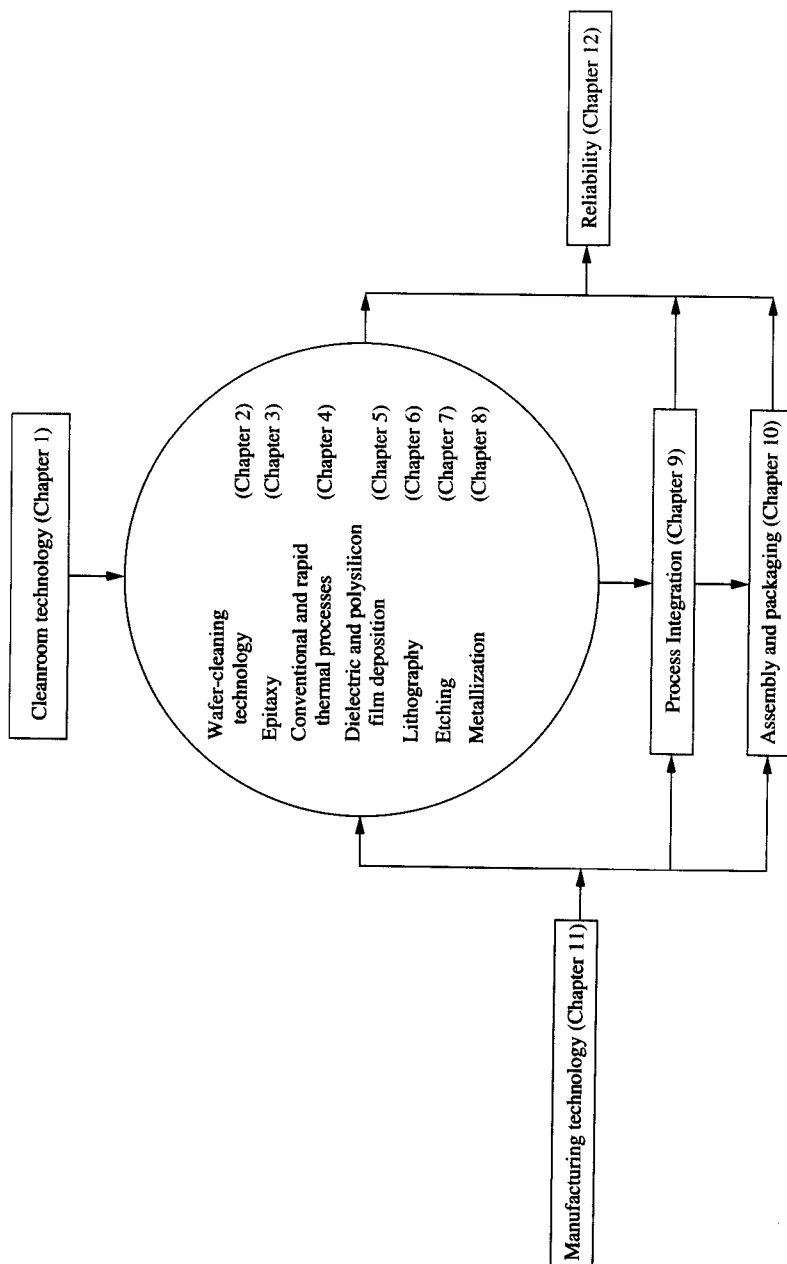 Cleanroom technology (Chapter 1)
Wafer-cleaning
technology (Chapter 2)
Epitaxy (Chapter 3)
Conventional and rapid
thermal processes (Chapter 4)
Dielectric and polysilicon
film deposition (Chapter 5)
Lithography (Chapter 6)
Etching (Chapter 7)
Metallization (Chapter 8)
Manufacturing technology (Chapter 11)
Reliability (Chapter 12)
Process Integration (Chapter 9)
Assembly and packaging (Chapter 10)